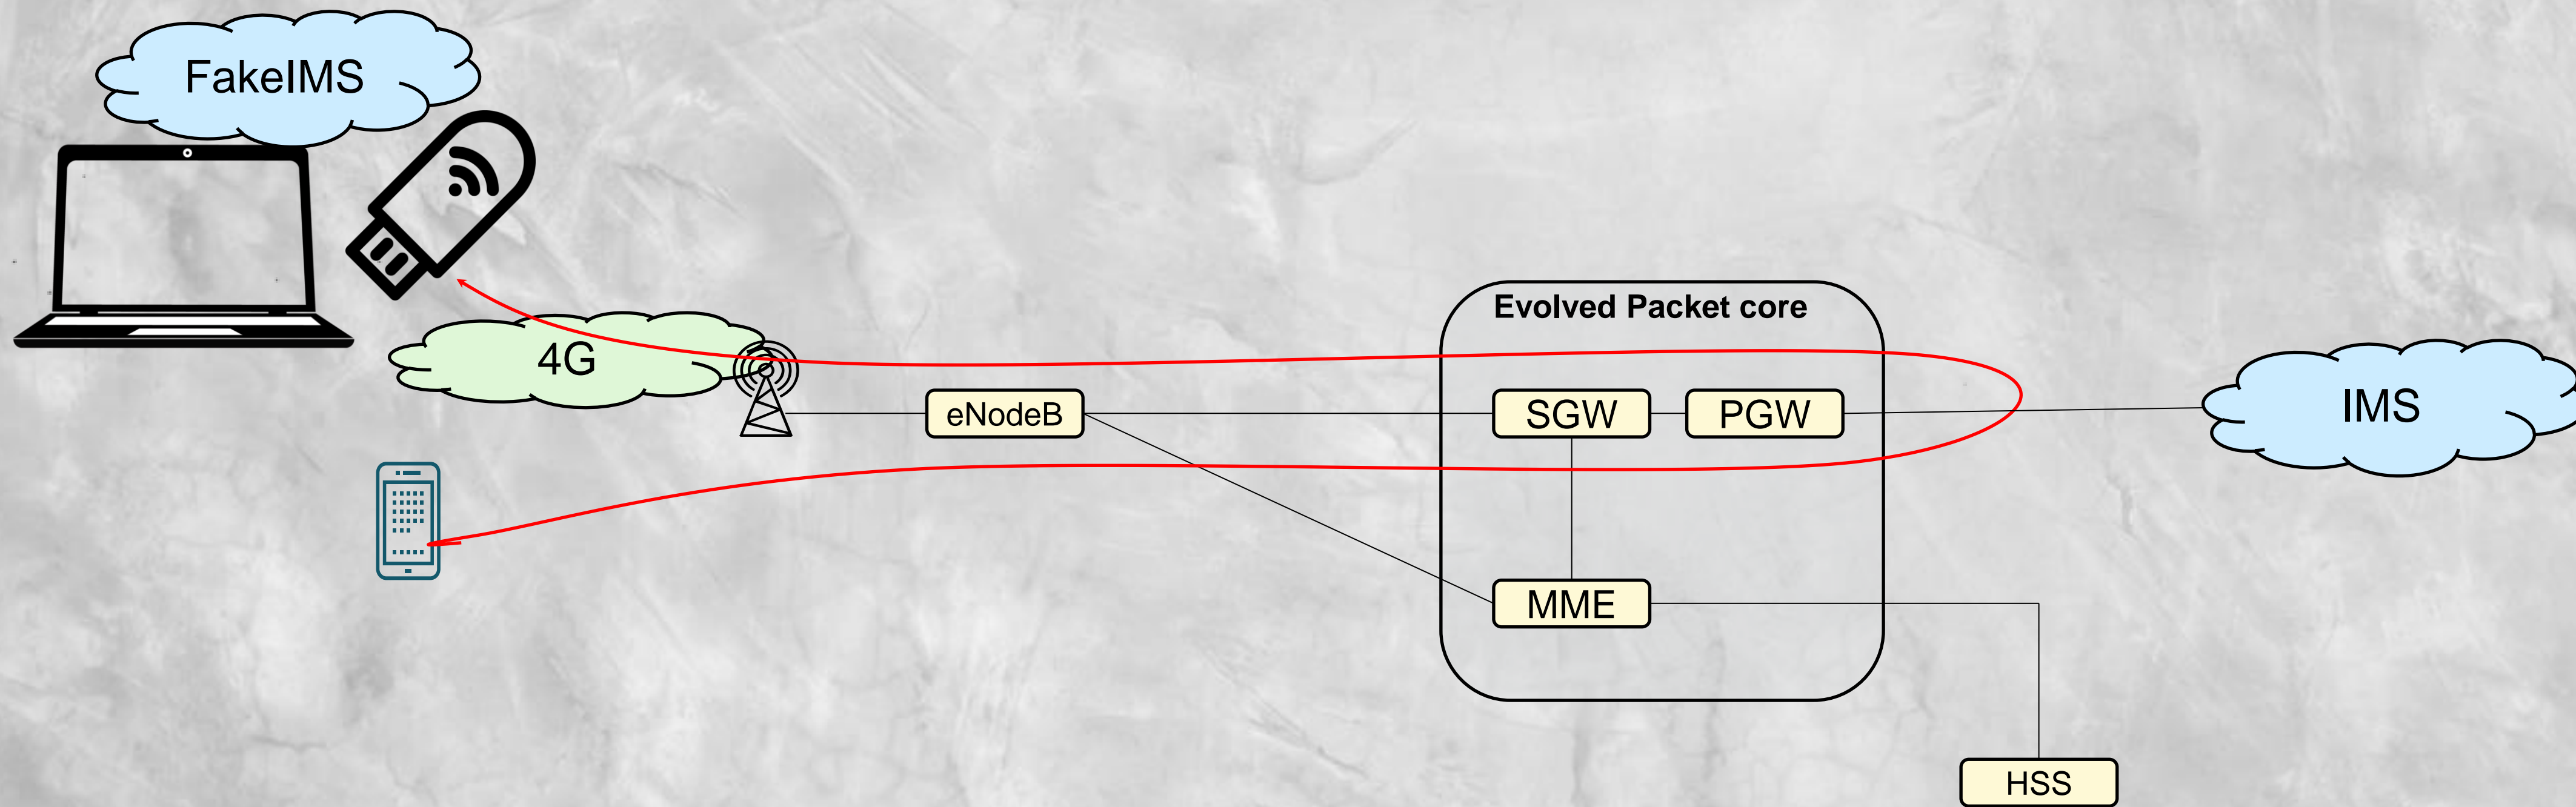 FakeIMS
Evolved Packet core
4G
eNodeB
SGW
PGW
IMS
MME
HSS